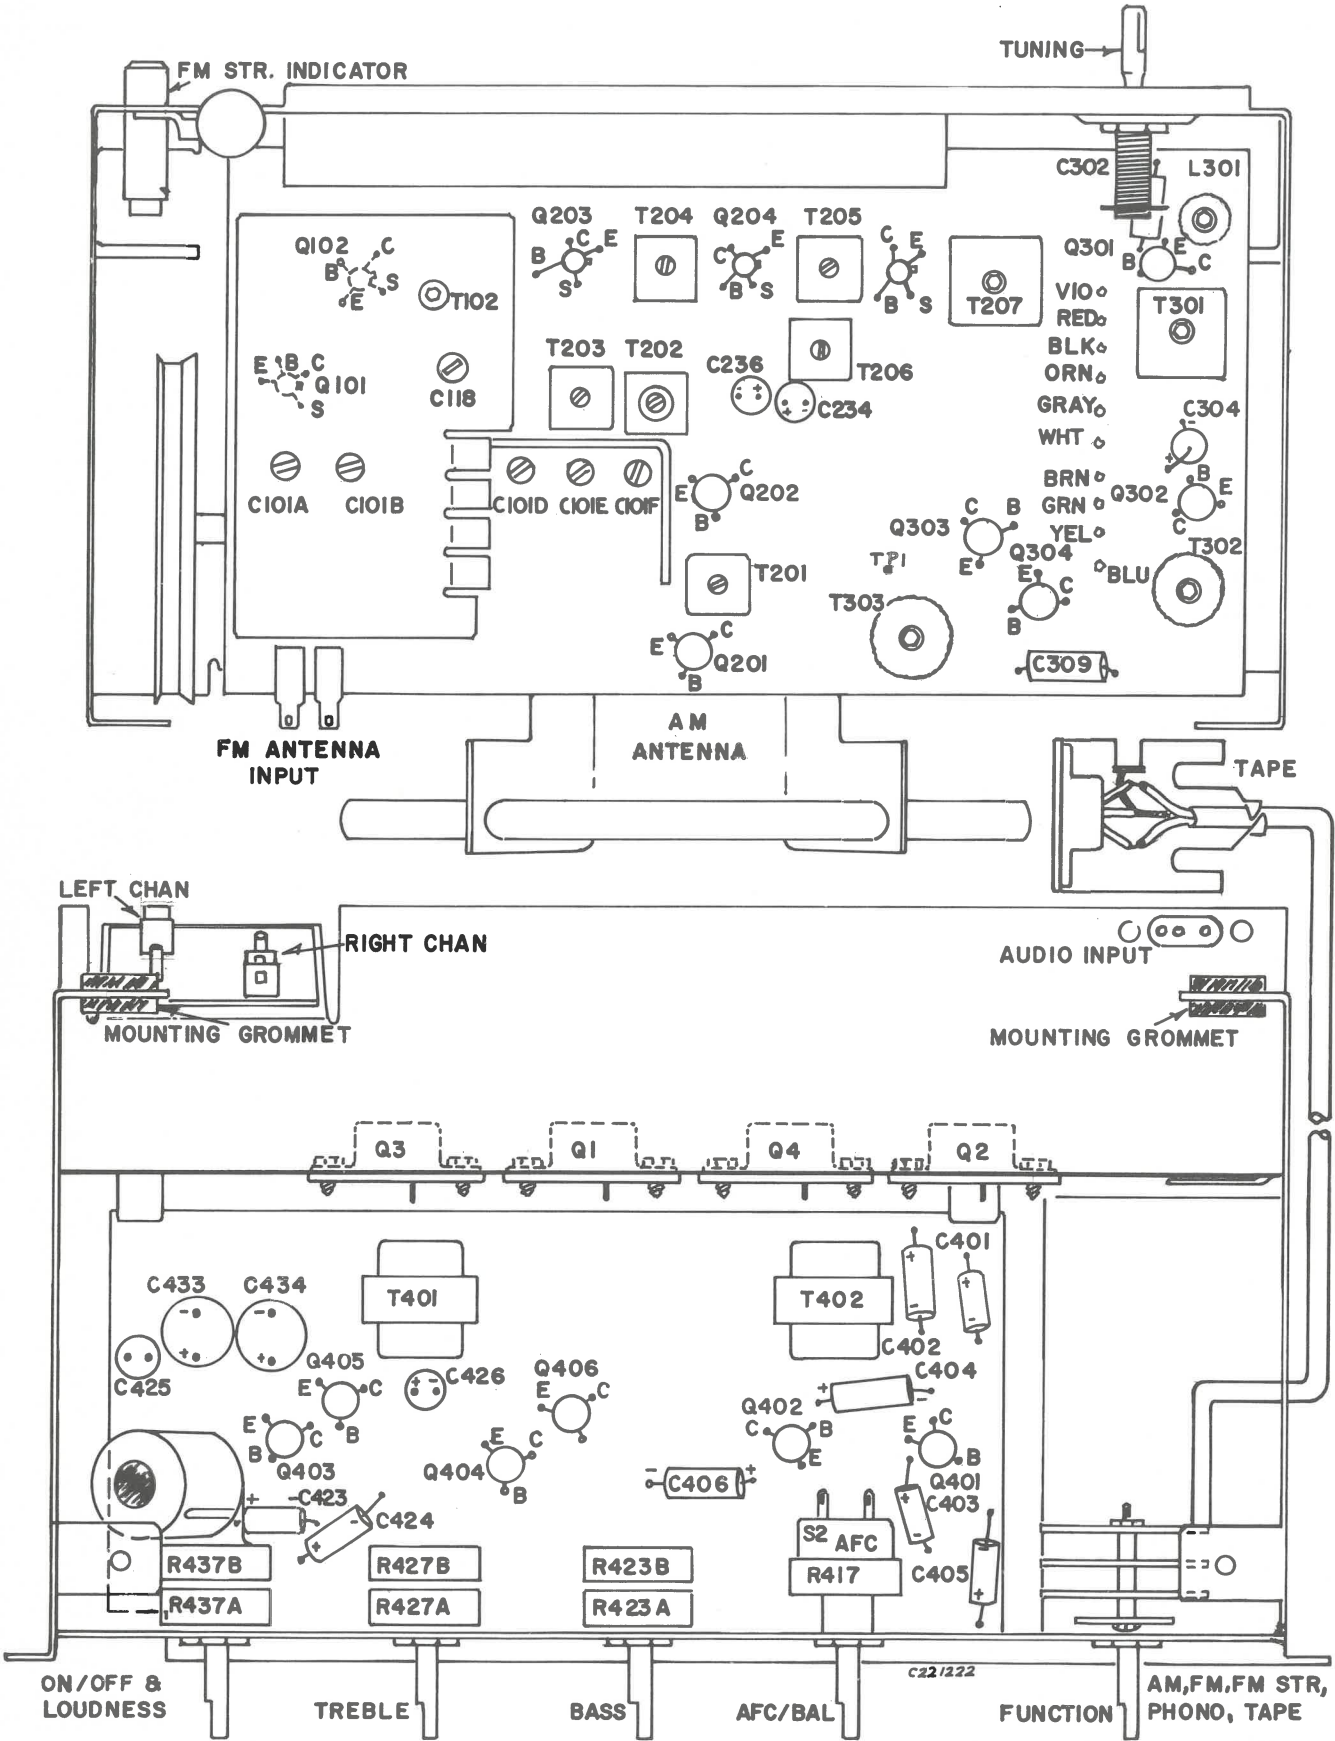 TUNING
FM STR. INDICATOR
C302
L301
Q203
T204
Q204
T205
C
E
B
S
C
E
B
S
C
E
B
S
Q102
C
B
S
E
T102
T207
Q301
E
B
C
VIO
RED
BLK
ORN
GRAY
WHT
BRN
GRN
YEL
BLU
T301
T203
T202
C236
T206
C234
E
B
C
Q101
S
C118
C304
-
+
B
Q302
E
C
C101A
C101B
C101D
C101E
C101F
C
E
Q202
B
C
B
Q303
E
Q304
E
C
B
T302
TP1
T201
T303
C
E
Q201
B
C309
FM ANTENNA
INPUT
AM
ANTENNA
TAPE
LEFT CHAN
RIGHT CHAN
AUDIO INPUT
MOUNTING GROMMET
MOUNTING GROMMET
Q3
Q1
Q4
Q2
C401
C433
C434
T401
T402
C402
C425
Q405
E
C
B
C426
Q406
E
C
C404
Q402
C
B
E
E
C
B
E
C
B
Q403
E
C
Q404
B
C406
Q401
C403
C423
C424
S2
AFC
R437B
R427B
R423B
R417
C405
R437A
R427A
R423A
C221222
ON/OFF &
LOUDNESS
TREBLE
BASS
AFC/BAL
FUNCTION
AM,FM,FM STR,
PHONO, TAPE